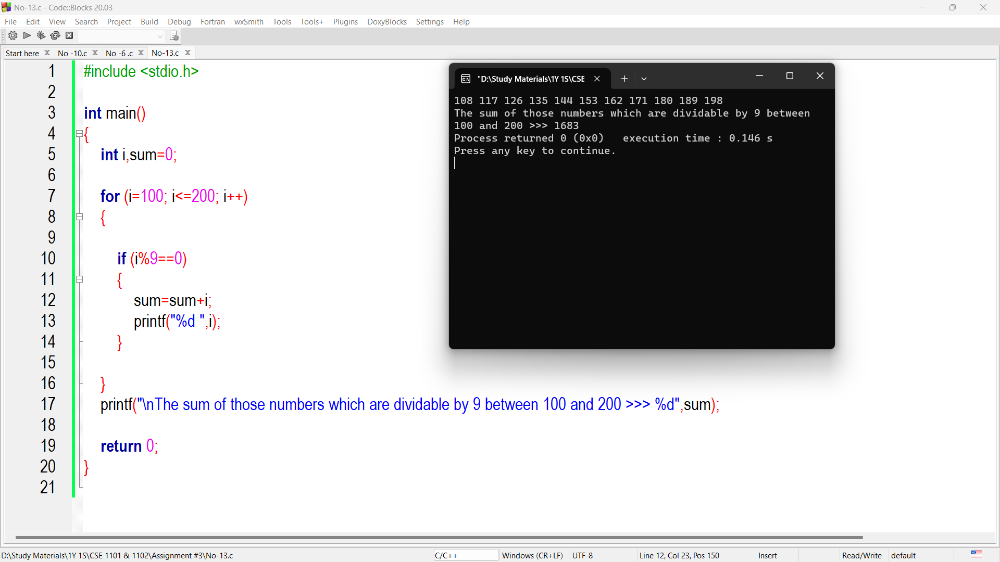 No-13.c - Code::Blocks 20.03
File Edit View Search Project Build Debug Fortran wxSmith Tools Tools+ Plugins DoxyBlocks Settings Help
Start here No -10.c No -6 .c No-13.c
1 #include <stdio.h>
2
3 int main()
4 {
5 int i,sum=0;
6
7 for (i=100; i<=200; i++)
8 {
9
10 if (i%9==0)
11 {
12 sum=sum+i;
13 printf("%d ",i);
14 }
15
16 }
17 printf("\nThe sum of those numbers which are dividable by 9 between 100 and 200 >>> %d",sum);
18
19 return 0;
20 }
21
"D:\Study Materials\1Y 1S\CSE
108 117 126 135 144 153 162 171 180 189 198
The sum of those numbers which are dividable by 9 between
100 and 200 >>> 1683
Process returned 0 (0x0)   execution time : 0.146 s
Press any key to continue.
D:\Study Materials\1Y 1S\CSE 1101 & 1102\Assignment #3\No-13.c C/C++ Windows (CR+LF) UTF-8 Line 12, Col 23, Pos 150 Insert Read/Write default